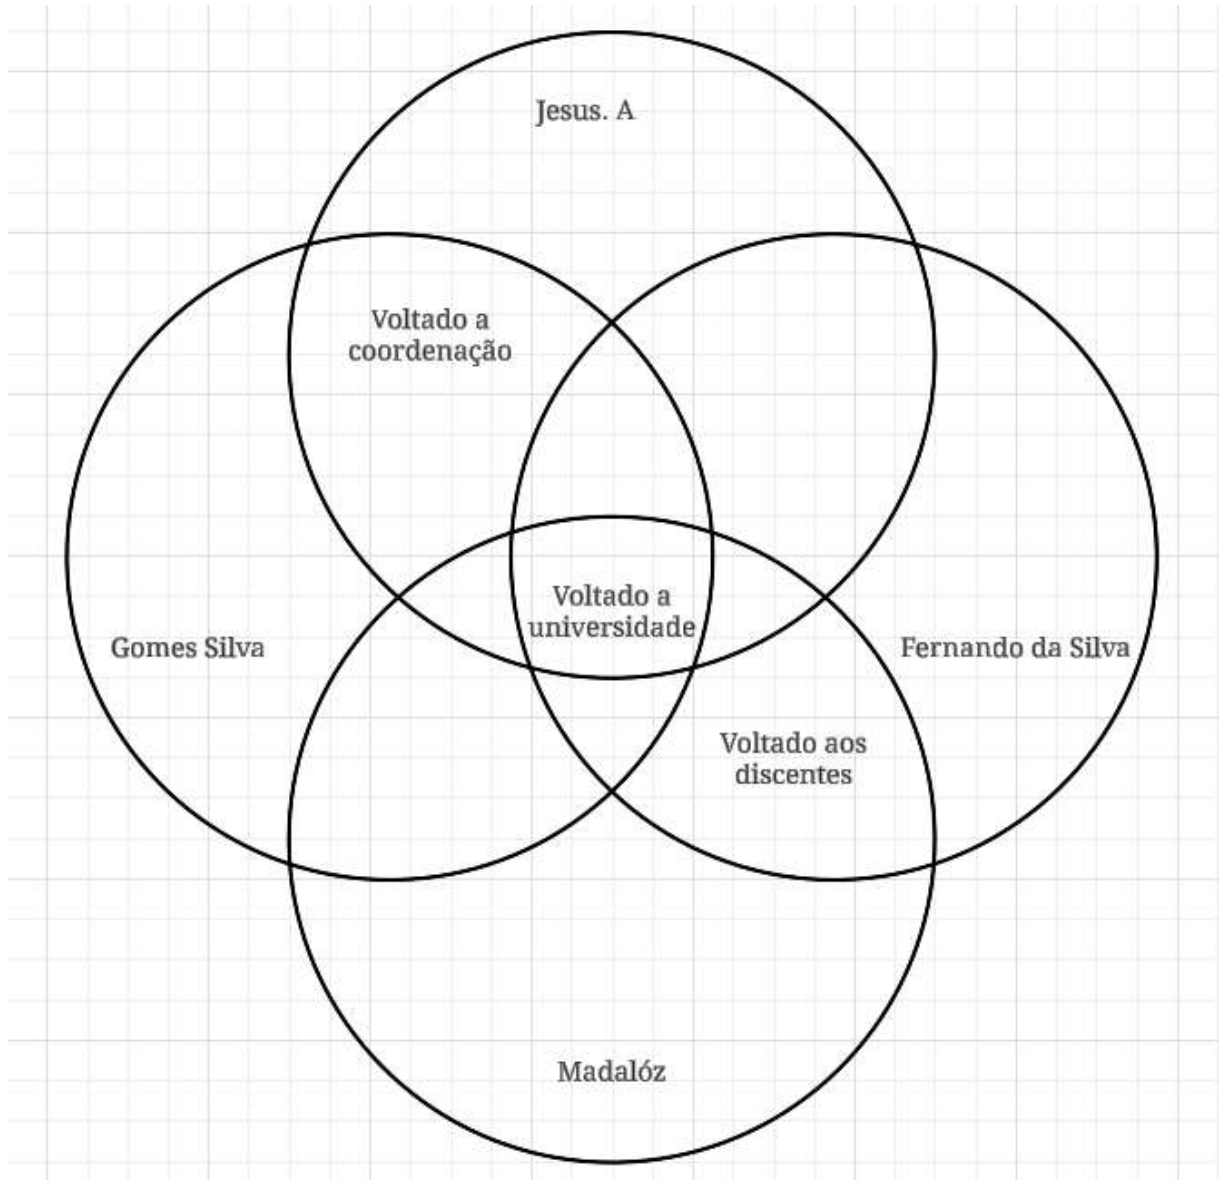 Jesus. A
Voltado a
coordenação
Voltado a
universidade
Gomes Silva
Fernando da Silva
Voltado aos
discentes
Madalóz